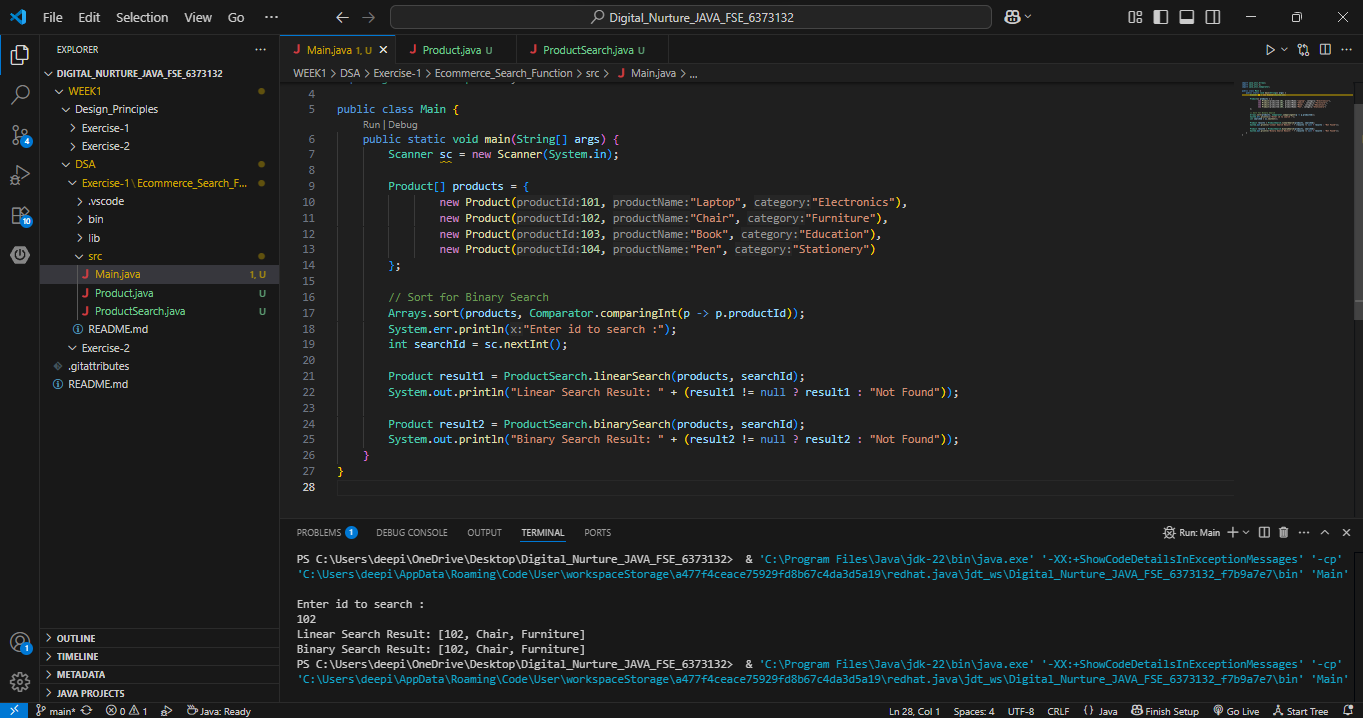 File Edit Selection View Go ··· Digital_Nurture_JAVA_FSE_6373132
EXPLORER ···
DIGITAL_NURTURE_JAVA_FSE_6373132
WEEK1
Design_Principles
Exercise-1
Exercise-2
DSA
Exercise-1\Ecommerce_Search_F...
.vscode
bin
lib
src
Main.java 1, U
Product.java U
ProductSearch.java U
README.md
Exercise-2
.gitattributes
README.md
OUTLINE
TIMELINE
METADATA
JAVA PROJECTS
4
10
1
Main.java 1, U Product.java U ProductSearch.java U
WEEK1 > DSA > Exercise-1 > Ecommerce_Search_Function > src > Main.java > ...
4
5 public class Main {
Run | Debug
6 public static void main(String[] args) {
7 Scanner sc = new Scanner(System.in);
8
9 Product[] products = {
10 new Product(productId:101, productName:"Laptop", category:"Electronics"),
11 new Product(productId:102, productName:"Chair", category:"Furniture"),
12 new Product(productId:103, productName:"Book", category:"Education"),
13 new Product(productId:104, productName:"Pen", category:"Stationery")
14 };
15
16 // Sort for Binary Search
17 Arrays.sort(products, Comparator.comparingInt(p -> p.productId));
18 System.err.println(x:"Enter id to search :");
19 int searchId = sc.nextInt();
20
21 Product result1 = ProductSearch.linearSearch(products, searchId);
22 System.out.println("Linear Search Result: " + (result1 != null ? result1 : "Not Found"));
23
24 Product result2 = ProductSearch.binarySearch(products, searchId);
25 System.out.println("Binary Search Result: " + (result2 != null ? result2 : "Not Found"));
26 }
27 }
28
PROBLEMS 1 DEBUG CONSOLE OUTPUT TERMINAL PORTS Run: Main
PS C:\Users\deepi\OneDrive\Desktop\Digital_Nurture_JAVA_FSE_6373132> & 'C:\Program Files\Java\jdk-22\bin\java.exe' '-XX:+ShowCodeDetailsInExceptionMessages' '-cp'
'C:\Users\deepi\AppData\Roaming\Code\User\workspaceStorage\a477f4ceace75929fd8b67c4da3d5a19\redhat.java\jdt_ws\Digital_Nurture_JAVA_FSE_6373132_f7b9a7e7\bin' 'Main'
Enter id to search :
102
Linear Search Result: [102, Chair, Furniture]
Binary Search Result: [102, Chair, Furniture]
PS C:\Users\deepi\OneDrive\Desktop\Digital_Nurture_JAVA_FSE_6373132> & 'C:\Program Files\Java\jdk-22\bin\java.exe' '-XX:+ShowCodeDetailsInExceptionMessages' '-cp'
'C:\Users\deepi\AppData\Roaming\Code\User\workspaceStorage\a477f4ceace75929fd8b67c4da3d5a19\redhat.java\jdt_ws\Digital_Nurture_JAVA_FSE_6373132_f7b9a7e7\bin' 'Main'
main* 0 1 Java: Ready Ln 28, Col 1 Spaces: 4 UTF-8 CRLF {} Java Finish Setup Go Live Start Tree